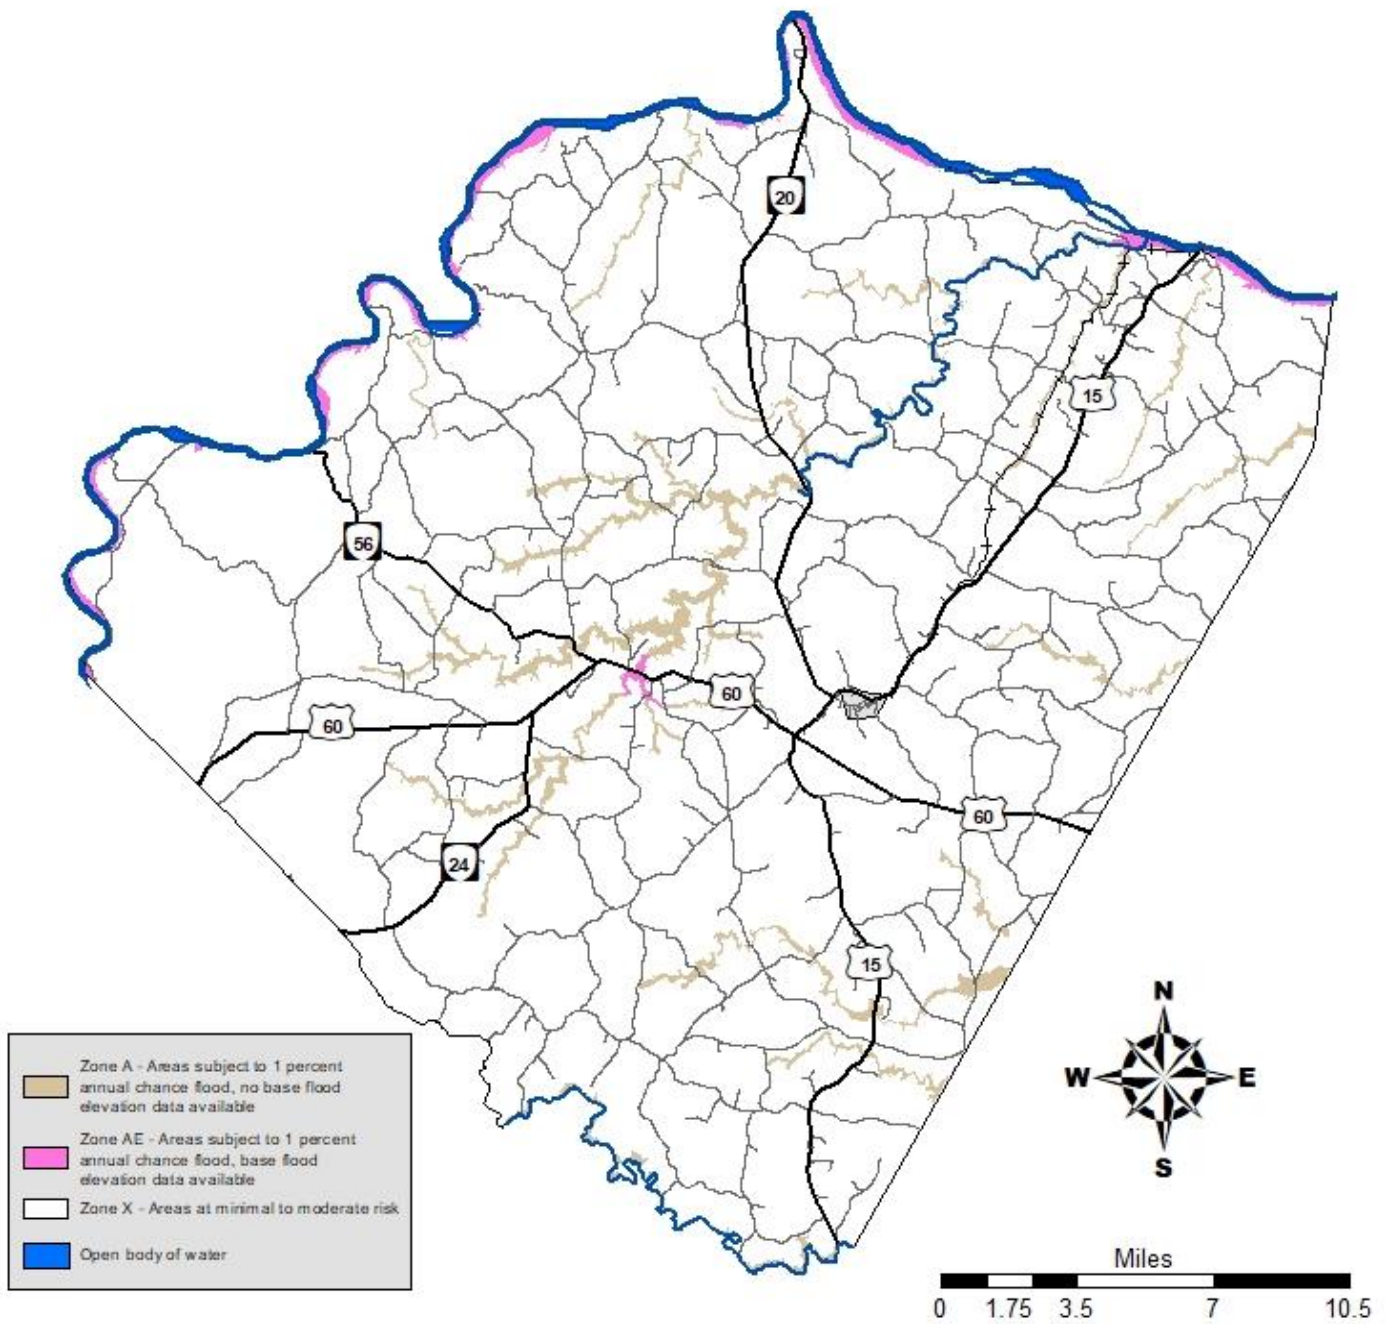 20
15
56
60
60
60
24
15
N
W E
S
Zone A - Areas subject to 1 percent
annual chance flood, no base flood
elevation data available
Zone AE - Areas subject to 1 percent
annual chance flood, base flood
elevation data available
Zone X - Areas at minimal to moderate risk
Open body of water
Miles
0 1.75 3.5 7 10.5